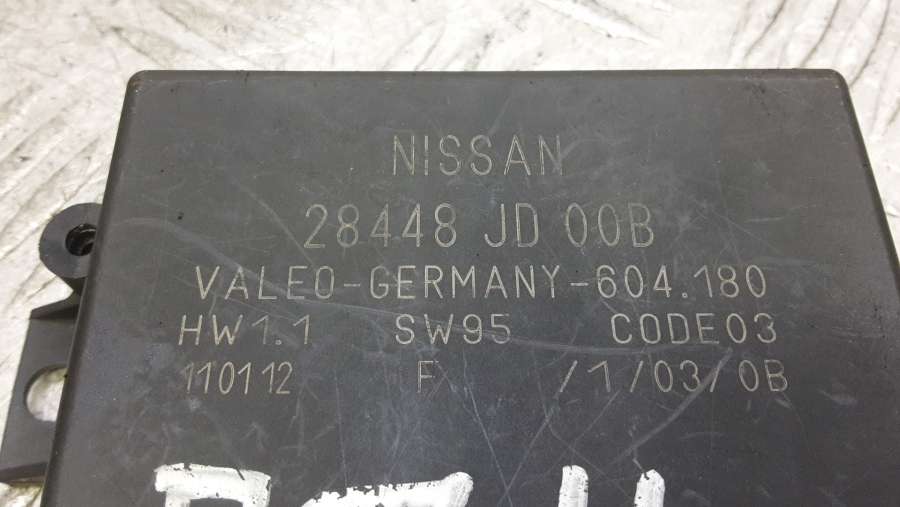 NISSAN
28448 JD 00B
VALEO-GERMANY-604.180
HW1.1 SW95 CODE03
110112 F /1/03/0B